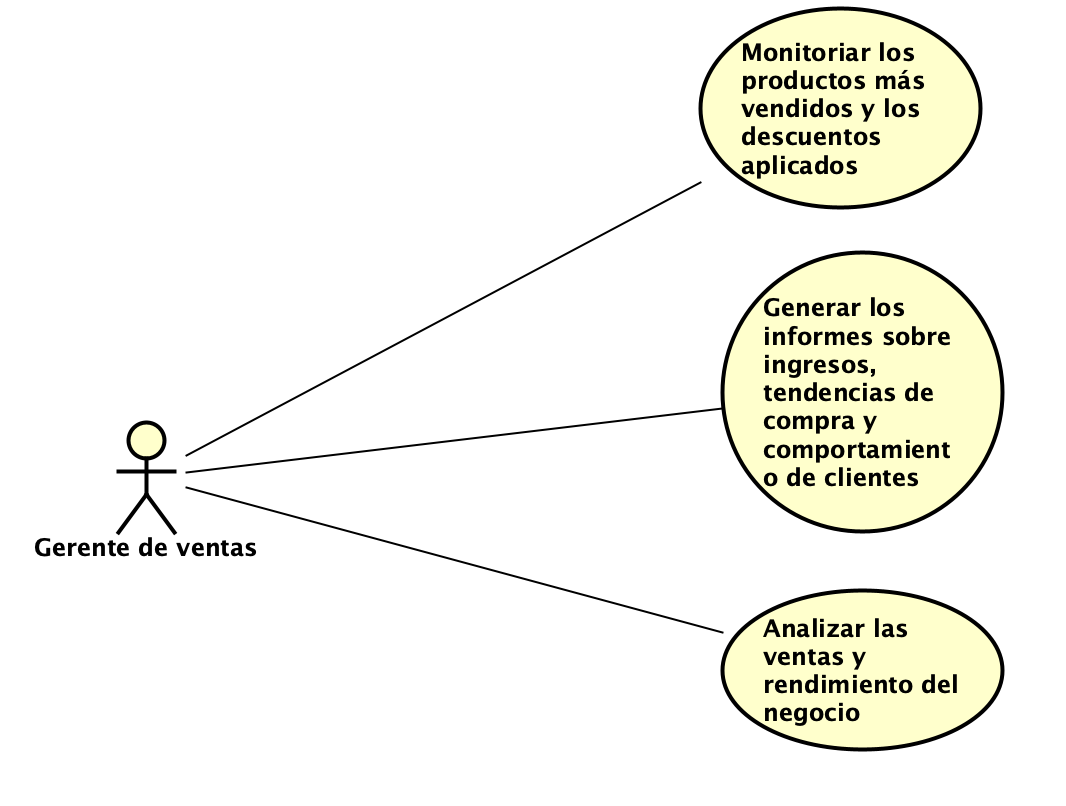 Monitoriar los
productos más
vendidos y los
descuentos
aplicados
Generar los
informes sobre
ingresos,
tendencias de
compra y
comportamient
o de clientes
Gerente de ventas
Analizar las
ventas y
rendimiento del
negocio